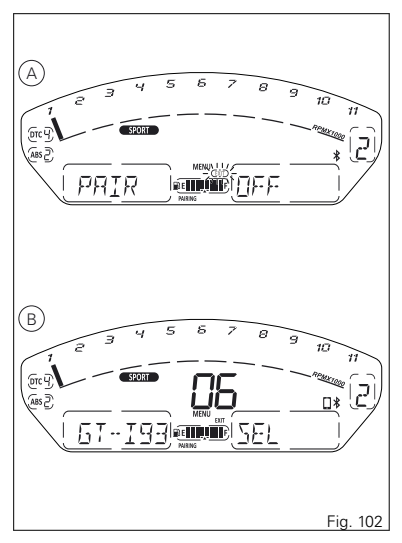 A
1 2 3 4 5 6 7 8 9 10 11
RPMX1000
DTC 4
SPORT
ABS 2
2
MENU
PAIR
E F
OFF
PAIRING
B
1 2 3 4 5 6 7 8 9 10 11
RPMX1000
DTC 4
SPORT
ABS 2
06
2
MENU
EXIT
GT-I93
E F
SEL
PAIRING
Fig. 102